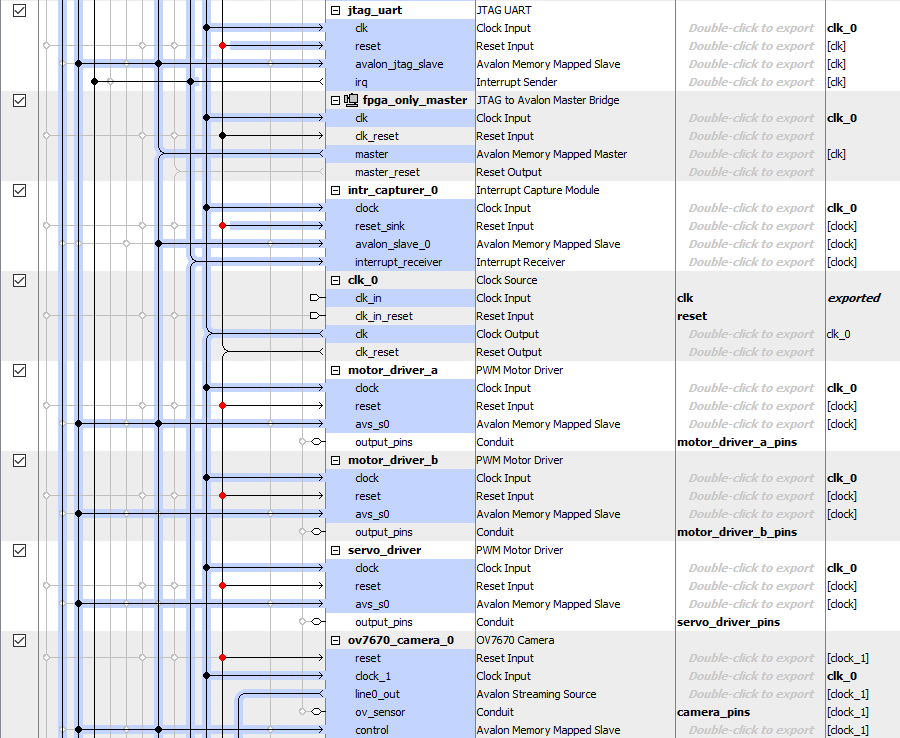 jtag_uart JTAG UART
clk Clock Input Double-click to export clk_0
reset Reset Input Double-click to export [clk]
avalon_jtag_slave Avalon Memory Mapped Slave Double-click to export [clk]
irq Interrupt Sender Double-click to export [clk]
fpga_only_master JTAG to Avalon Master Bridge
clk Clock Input Double-click to export clk_0
clk_reset Reset Input Double-click to export
master Avalon Memory Mapped Master Double-click to export [clk]
master_reset Reset Output Double-click to export
intr_capturer_0 Interrupt Capture Module
clock Clock Input Double-click to export clk_0
reset_sink Reset Input Double-click to export [clock]
avalon_slave_0 Avalon Memory Mapped Slave Double-click to export [clock]
interrupt_receiver Interrupt Receiver Double-click to export [clock]
clk_0 Clock Source
clk_in Clock Input clk exported
clk_in_reset Reset Input reset
clk Clock Output Double-click to export clk_0
clk_reset Reset Output Double-click to export
motor_driver_a PWM Motor Driver
clock Clock Input Double-click to export clk_0
reset Reset Input Double-click to export [clock]
avs_s0 Avalon Memory Mapped Slave Double-click to export [clock]
output_pins Conduit motor_driver_a_pins
motor_driver_b PWM Motor Driver
clock Clock Input Double-click to export clk_0
reset Reset Input Double-click to export [clock]
avs_s0 Avalon Memory Mapped Slave Double-click to export [clock]
output_pins Conduit motor_driver_b_pins
servo_driver PWM Motor Driver
clock Clock Input Double-click to export clk_0
reset Reset Input Double-click to export [clock]
avs_s0 Avalon Memory Mapped Slave Double-click to export [clock]
output_pins Conduit servo_driver_pins
ov7670_camera_0 OV7670 Camera
reset Reset Input Double-click to export [clock_1]
clock_1 Clock Input Double-click to export clk_0
line0_out Avalon Streaming Source Double-click to export [clock_1]
ov_sensor Conduit camera_pins [clock_1]
control Avalon Memory Mapped Slave Double-click to export [clock_1]